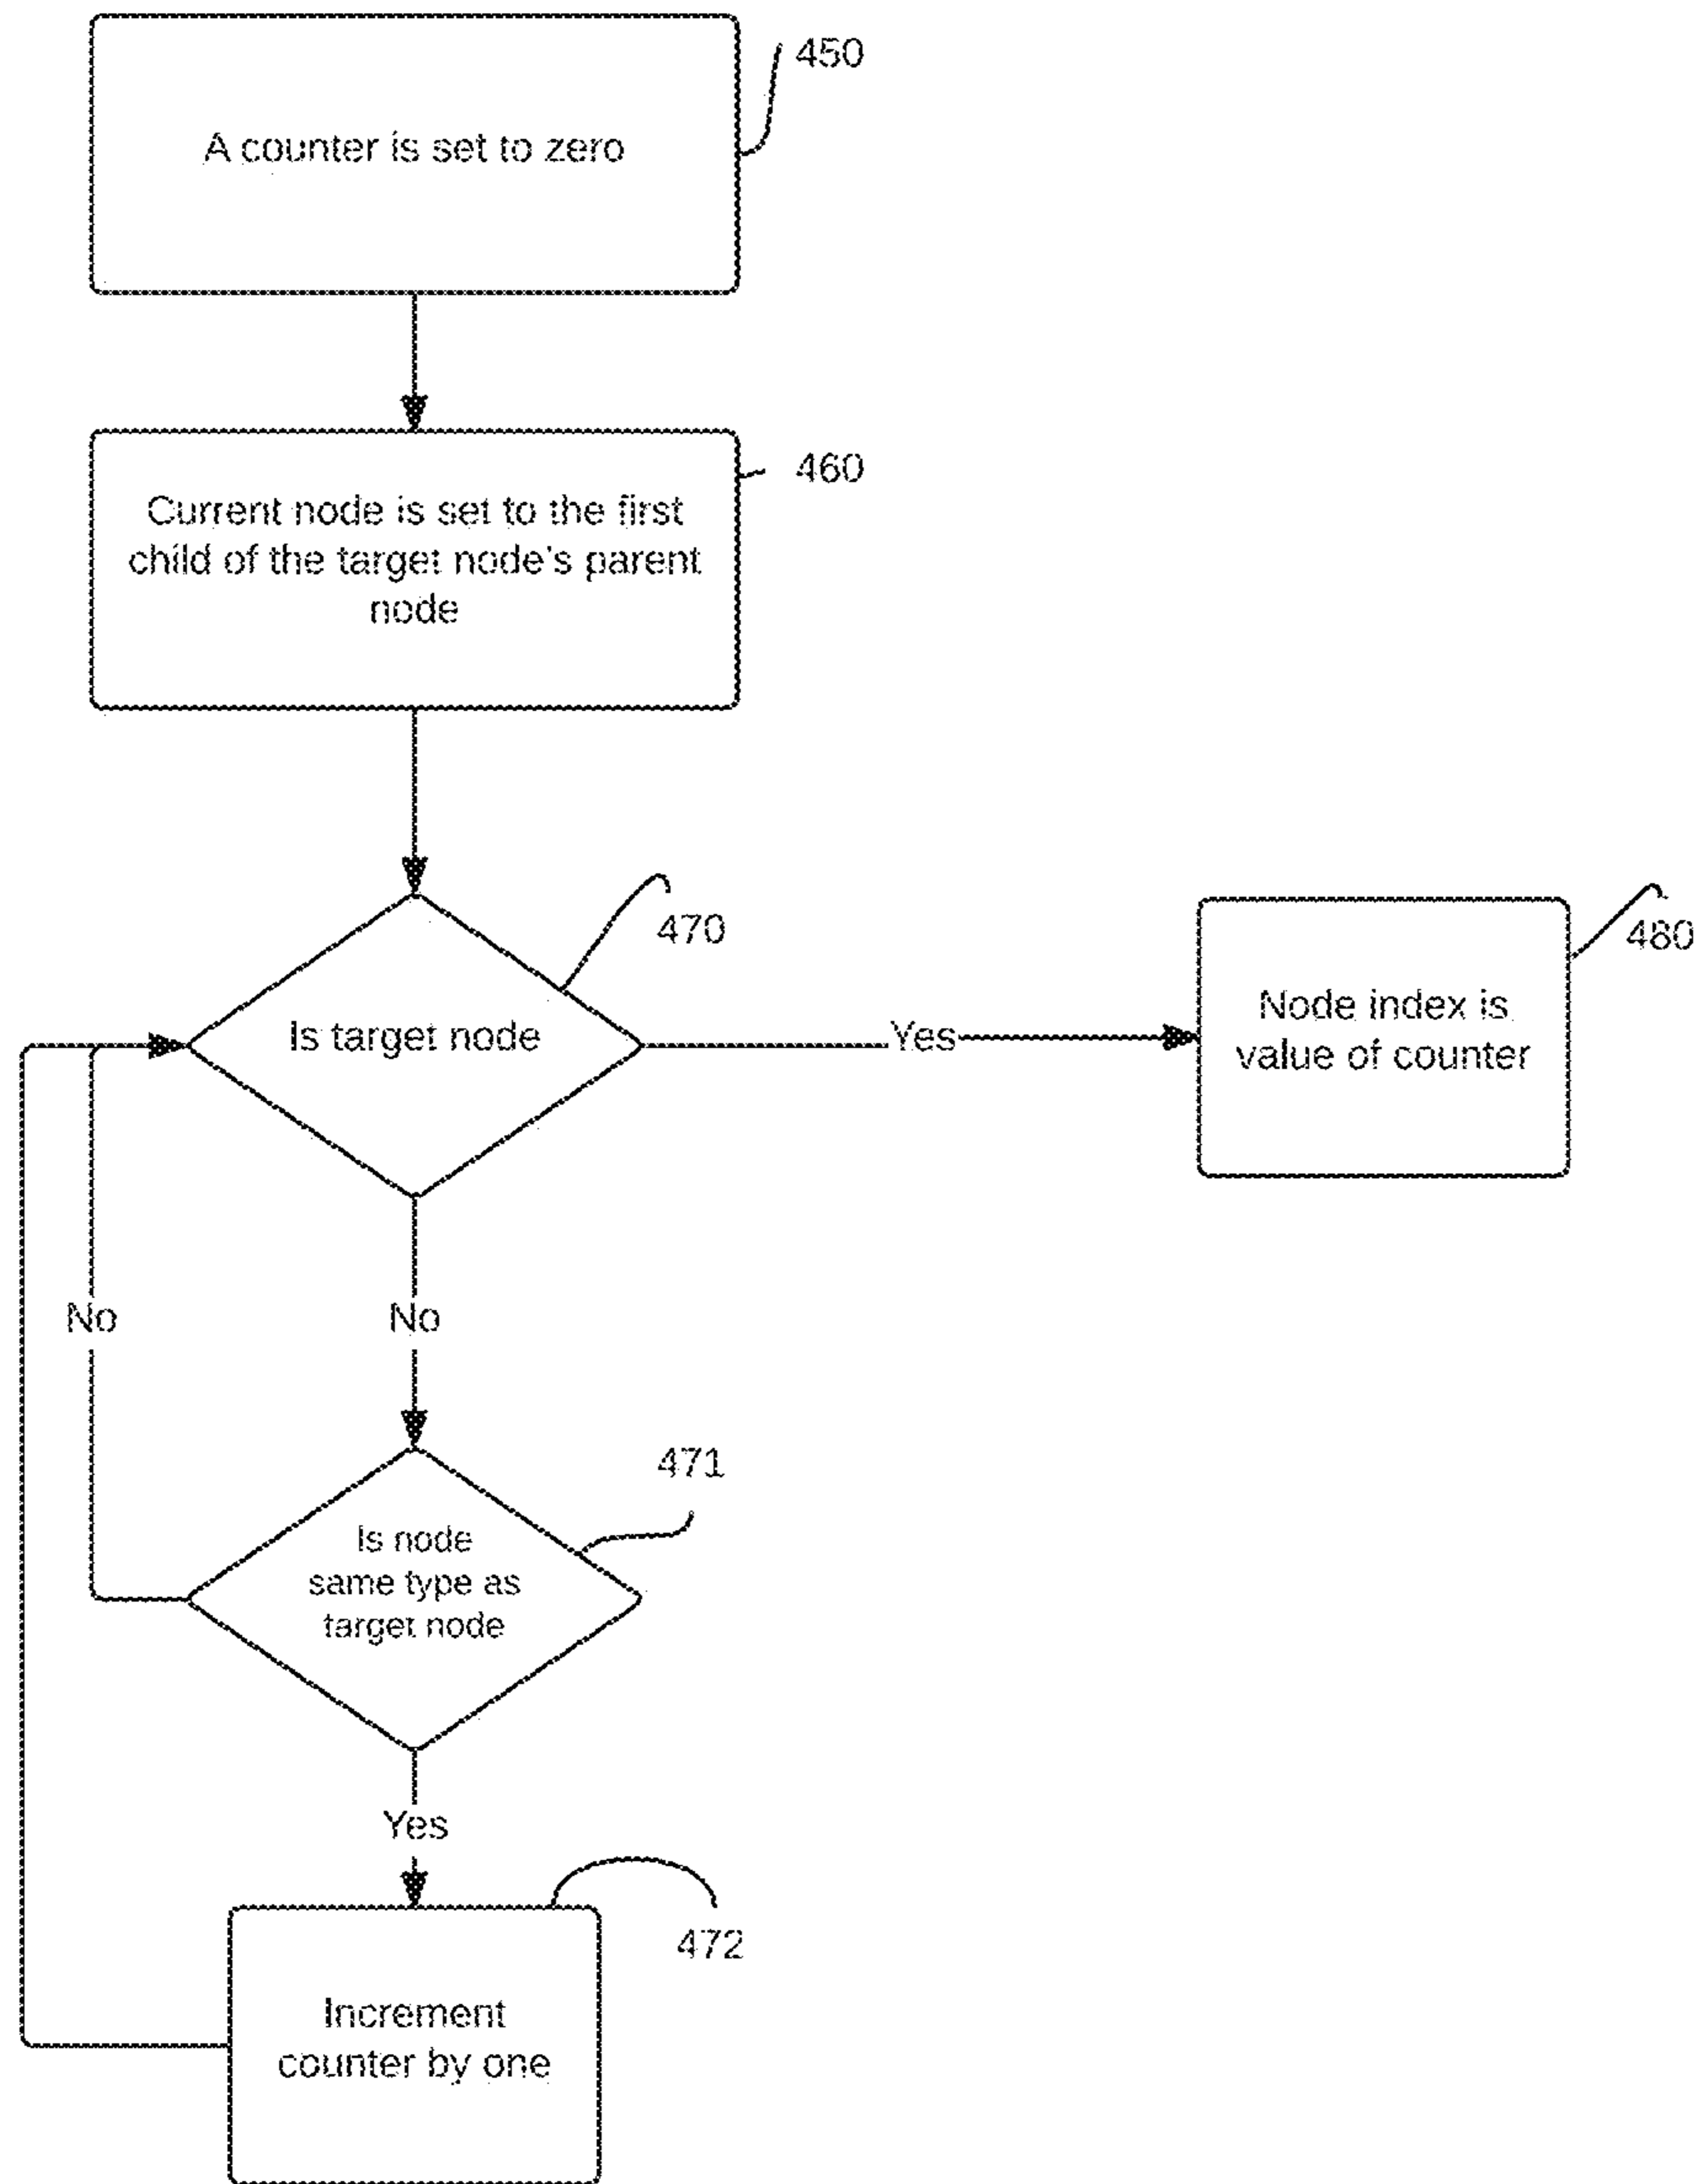 450
A counter is set to zero
460
Current node is set to the first
child of the target node's parent
node
470
Is target node
Yes
480
Node index is
value of counter
No
No
471
Is node
same type as
target node
Yes
472
Increment
counter by one